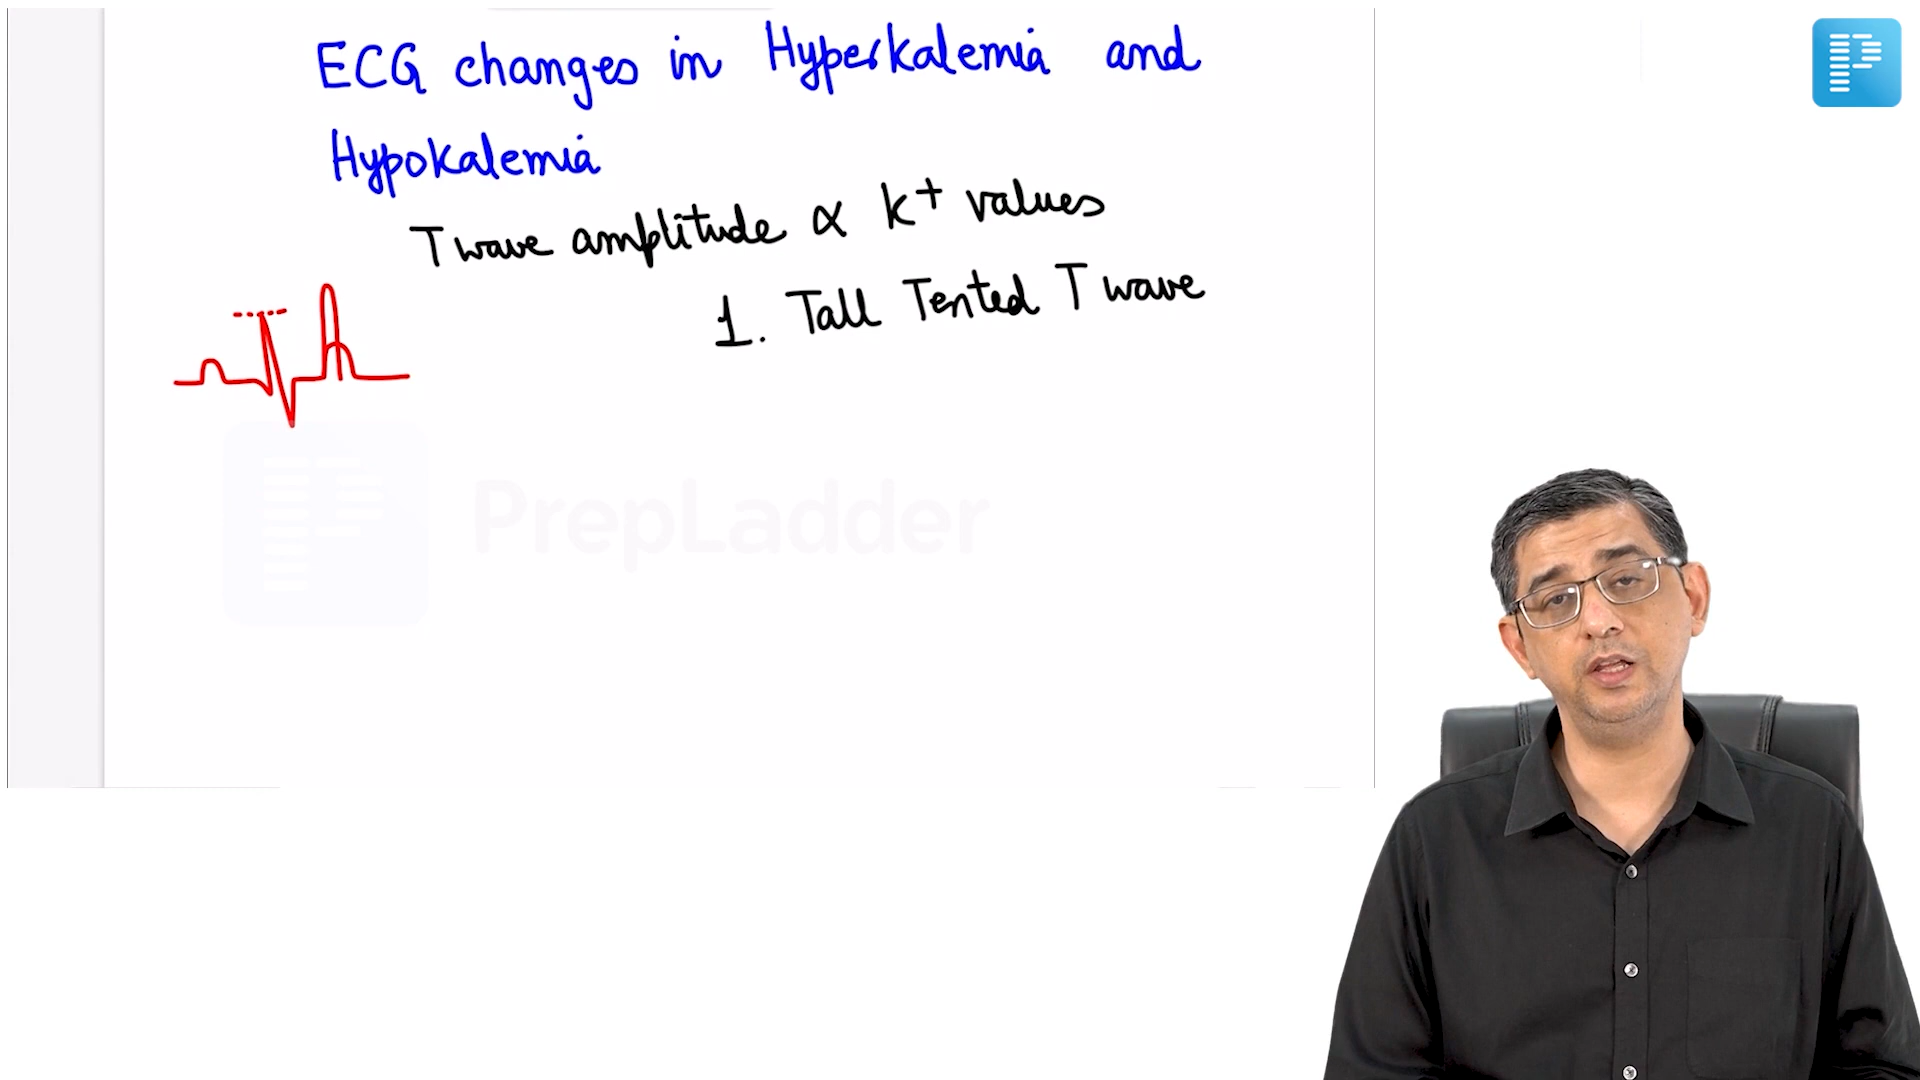 ECG changes in Hyperkalemia and
Hypokalemia
T wave amplitude ∝ K+ values
1. Tall Tented T wave
PrepLadder